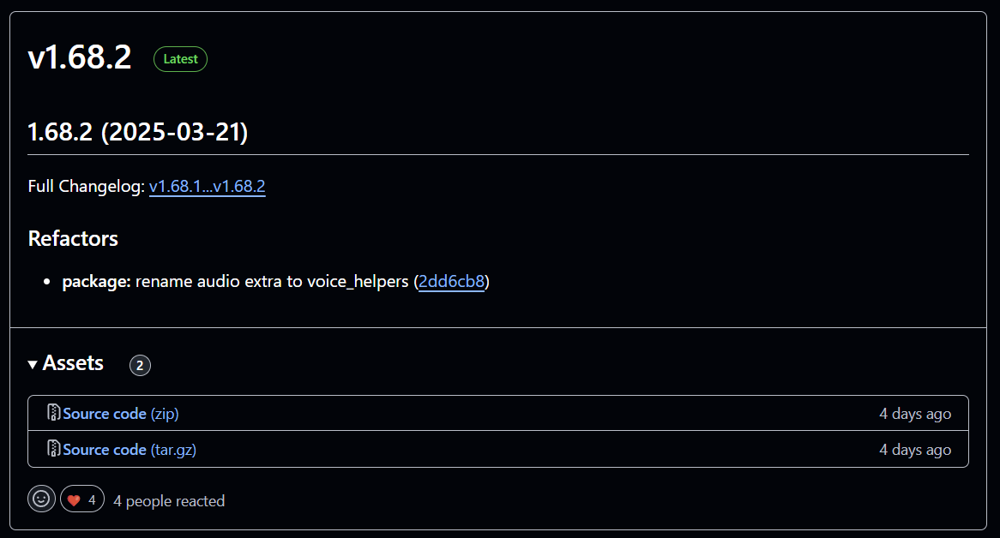 v1.68.2 Latest
1.68.2 (2025-03-21)
Full Changelog: v1.68.1...v1.68.2
Refactors
• package: rename audio extra to voice_helpers (2dd6cb8)
▾ Assets 2
Source code (zip) 4 days ago
Source code (tar.gz) 4 days ago
4 4 people reacted